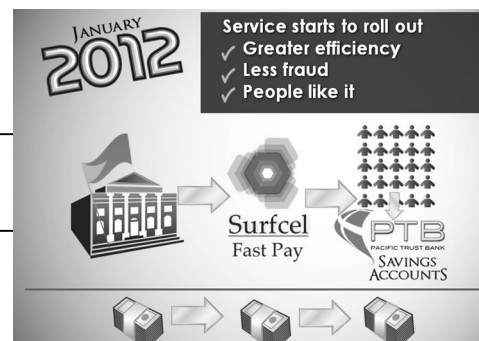 JANUARY
2012
Service starts to roll out
Greater efficiency
Less fraud
People like it
Surfcel
Fast Pay
PTB
PACIFIC TRUST BANK
SAVINGS
ACCOUNTS